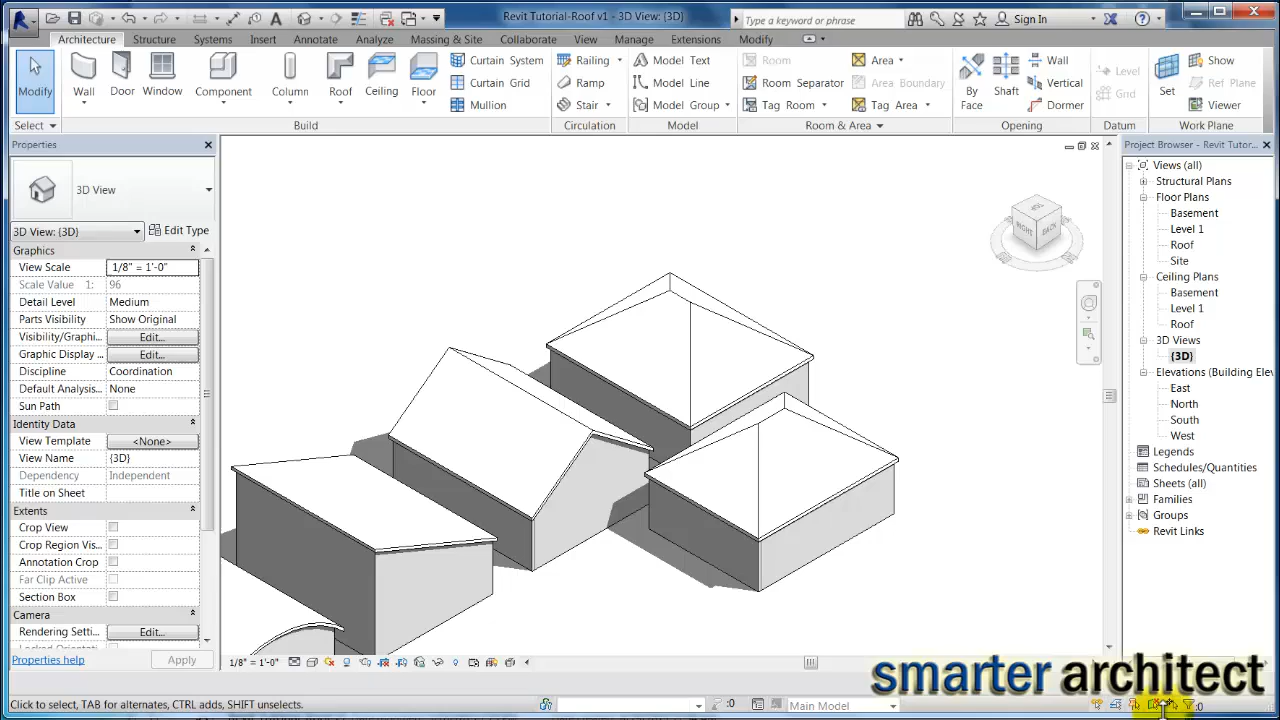 Revit Tutorial-Roof v1 - 3D View: {3D}
Type a keyword or phrase
Sign In
Architecture Structure Systems Insert Annotate Analyze Massing & Site Collaborate View Manage Extensions Modify
Modify Wall Door Window Component Column Roof Ceiling Floor
Curtain System
Curtain Grid
Mullion
Railing
Ramp
Stair
Model Text
Model Line
Model Group
Room
Room Separator
Tag Room
Area
Area Boundary
Tag Area
By Face
Shaft
Wall
Vertical
Dormer
Level
Grid
Set
Show
Ref Plane
Viewer
Select Build Circulation Model Room & Area Opening Datum Work Plane
Properties
3D View
3D View: {3D} Edit Type
Graphics
View Scale 1/8" = 1'-0"
Scale Value 1: 96
Detail Level Medium
Parts Visibility Show Original
Visibility/Graphi... Edit...
Graphic Display ... Edit...
Discipline Coordination
Default Analysis... None
Sun Path
Identity Data
View Template <None>
View Name {3D}
Dependency Independent
Title on Sheet
Extents
Crop View
Crop Region Vis...
Annotation Crop
Far Clip Active
Section Box
Camera
Rendering Setti... Edit...
Properties help Apply
RIGHT BACK
1/8" = 1'-0"
Project Browser - Revit Tutor...
Views (all)
Structural Plans
Floor Plans
Basement
Level 1
Roof
Site
Ceiling Plans
Basement
Level 1
Roof
3D Views
{3D}
Elevations (Building Elev
East
North
South
West
Legends
Schedules/Quantities
Sheets (all)
Families
Groups
Revit Links
smarter architect
Click to select, TAB for alternates, CTRL adds, SHIFT unselects.
:0
Main Model
:0